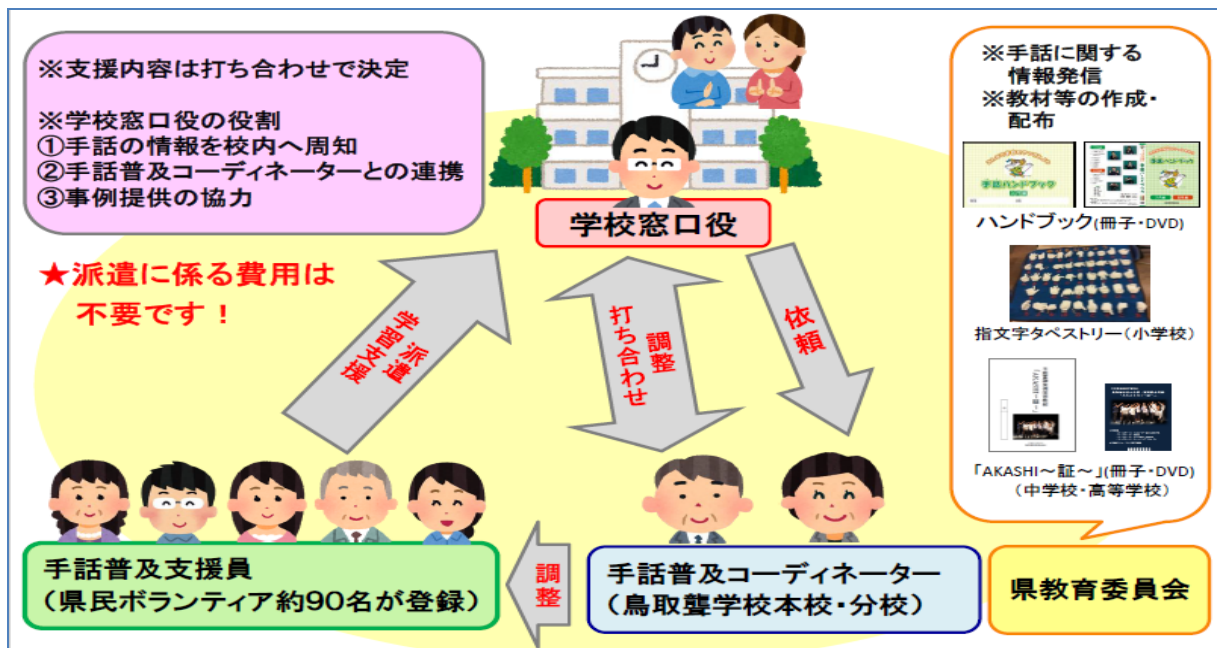 ※支援内容は打ち合わせで決定
※学校窓口役の役割
①手話の情報を校内へ周知
②手話普及コーディネーターとの連携
③事例提供の協力
★派遣に係る費用は
不要です！
学校窓口役
派遣
学習支援
調整
打ち合わせ
依頼
手話普及支援員
（県民ボランティア約90名が登録）
調整
手話普及コーディネーター
（鳥取聾学校本校・分校）
※手話に関する
情報発信
※教材等の作成・
配布
手話ハンドブック
ハンドブック(冊子・DVD)
指文字タペストリー（小学校）
「AKASHI～証～」(冊子・DVD)
（中学校・高等学校）
県教育委員会